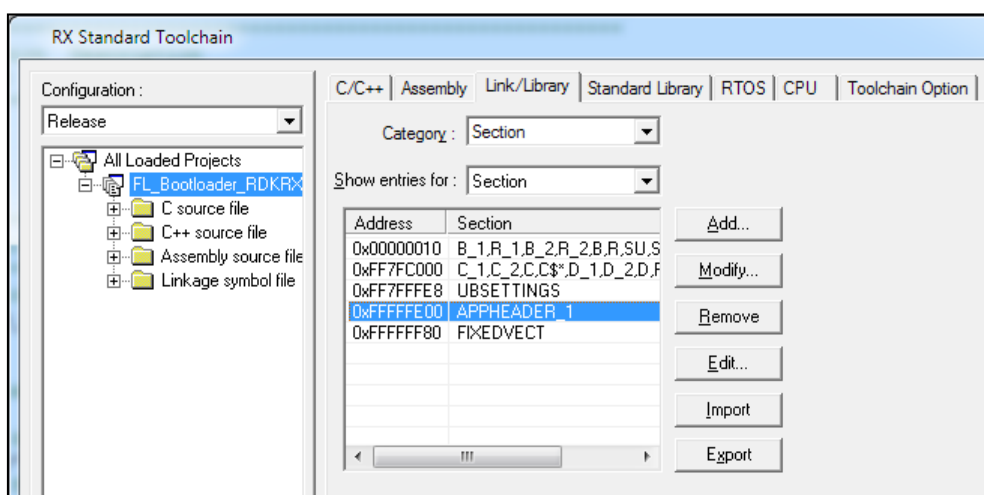 RX Standard Toolchain
Configuration :
Release
All Loaded Projects
FL_Bootloader_RDKRX
C source file
C++ source file
Assembly source file
Linkage symbol file
C/C++ Assembly Link/Library Standard Library RTOS CPU Toolchain Option
Category : Section
Show entries for : Section
Address Section
0x00000010 B_1,R_1,B_2,R_2,B,R,SU,S
0xFF7FC000 C_1,C_2,C,C$*,D_1,D_2,D,F
0xFF7FFFE8 UBSETTINGS
0xFFFFFE00 APPHEADER_1
0xFFFFFF80 FIXEDVECT
Add...
Modify...
Remove
Edit...
Import
Export